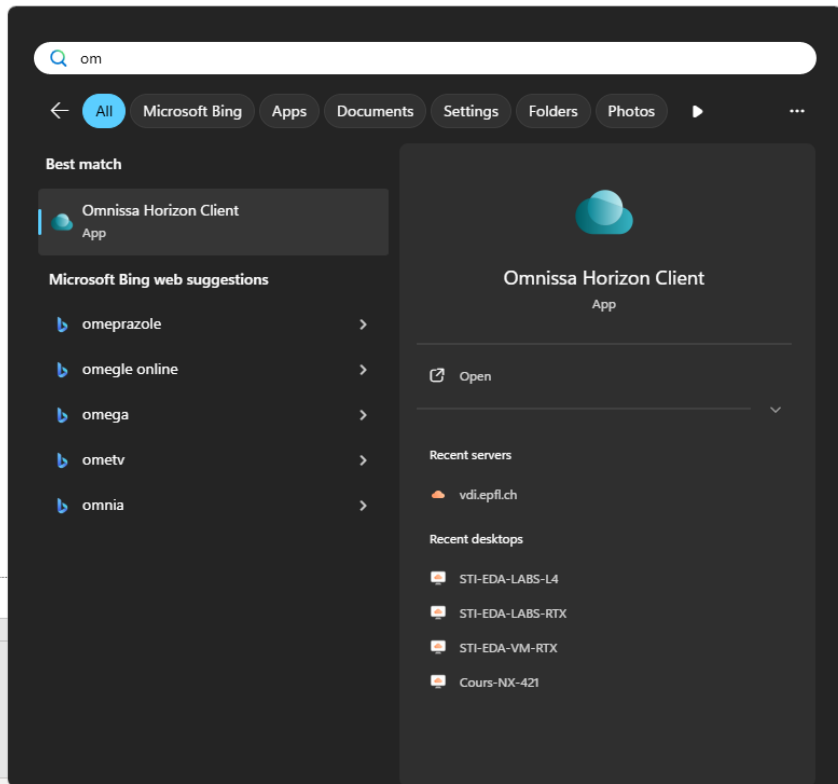 om
All
Microsoft Bing
Apps
Documents
Settings
Folders
Photos
...
Best match
Omnissa Horizon Client
App
Microsoft Bing web suggestions
omeprazole
omegle online
omega
ometv
omnia
Omnissa Horizon Client
App
Open
Recent servers
vdi.epfl.ch
Recent desktops
STI-EDA-LABS-L4
STI-EDA-LABS-RTX
STI-EDA-VM-RTX
Cours-NX-421